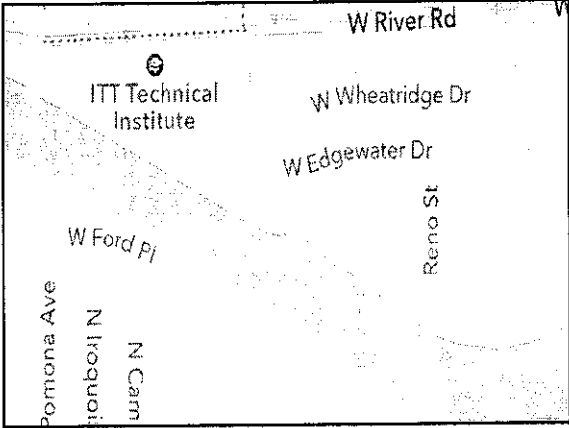 W River Rd
W
ITT Technical
Institute
W Wheatridge Dr
W Edgewater Dr
Reno St
W Ford Pl
Pomona Ave
N Iroquoi
N Cam